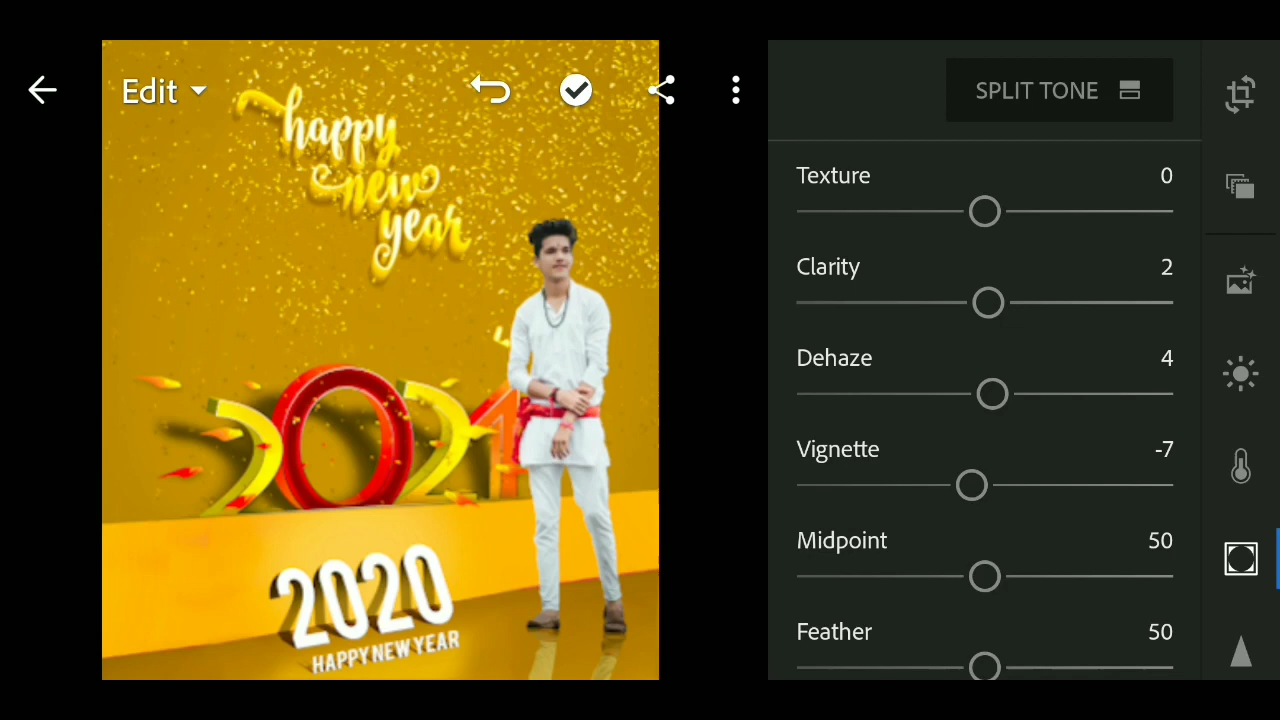 Edit
SPLIT TONE
happy
new
year
2021
2020
HAPPY NEW YEAR
Texture 0
Clarity 2
Dehaze 4
Vignette -7
Midpoint 50
Feather 50